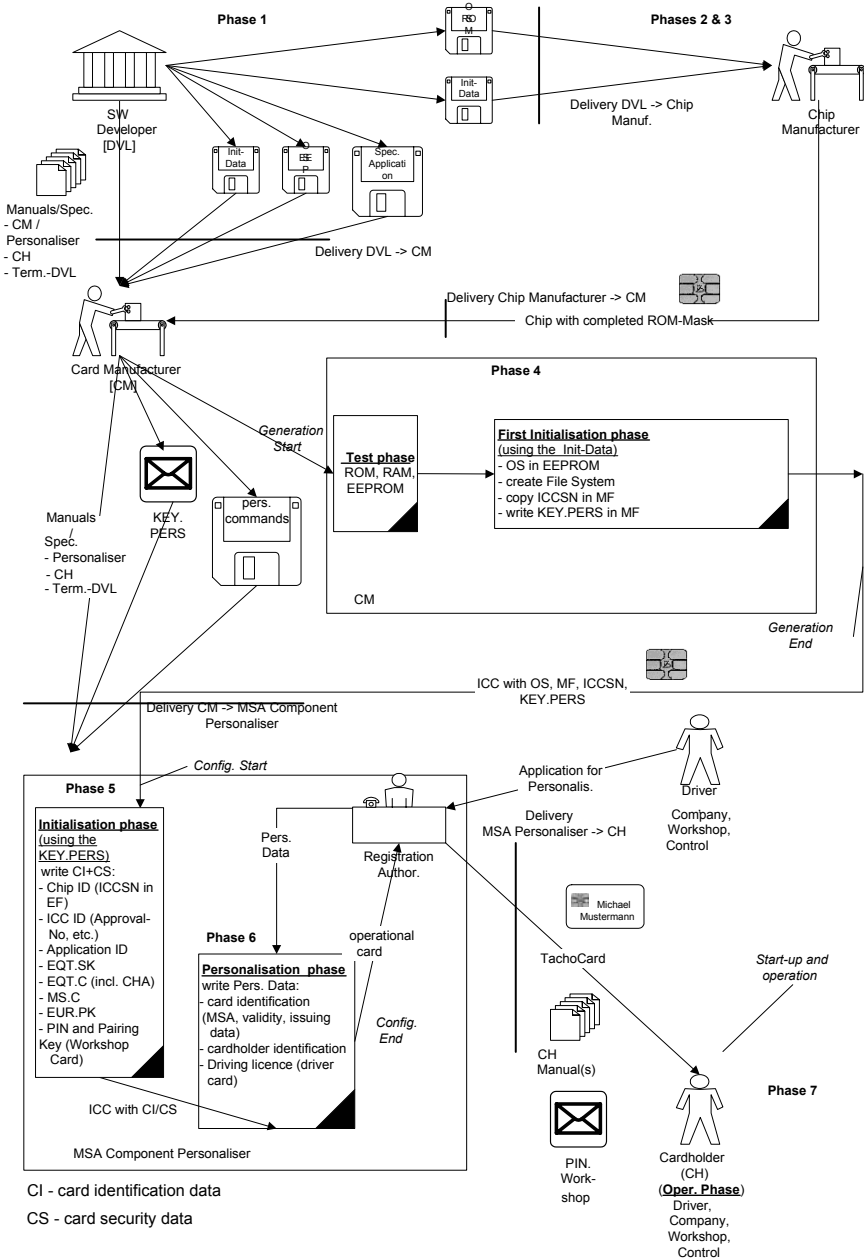 Phase 1
Phases 2 & 3
Init-
Data
SW
Developer
[DVL]
Delivery DVL -> Chip
Manuf.
Chip
Manufacturer
Init-
Data
Spec.
Applicati
on
Manuals/Spec.
- CM /
Personaliser
- CH
- Term.-DVL
Delivery DVL -> CM
Delivery Chip Manufacturer -> CM
Chip with completed ROM-Mask
Card Manufacturer
[CM]
Phase 4
Generation
Start
Test phase
ROM, RAM,
EEPROM
First Initialisation phase
(using the Init-Data)
- OS in EEPROM
- create File System
- copy ICCSN in MF
- write KEY.PERS in MF
CM
KEY.
PERS
pers.
commands
Manuals
/
Spec.
- Personaliser
- CH
- Term.-DVL
Generation
End
ICC with OS, MF, ICCSN,
KEY.PERS
Delivery CM -> MSA Component
Personaliser
Config. Start
Phase 5
Initialisation phase
(using the
KEY.PERS)
write CI+CS:
- Chip ID (ICCSN in
EF)
- ICC ID (Approval-
No, etc.)
- Application ID
- EQT.SK
- EQT.C (incl. CHA)
- MS.C
- EUR.PK
- PIN and Pairing
Key (Workshop
Card)
Pers.
Data
Registration
Author.
Application for
Personalis.
Driver
Company,
Workshop,
Control
Delivery
MSA Personaliser -> CH
Michael
Mustermann
Phase 6
operational
card
Personalisation phase
write Pers. Data:
- card identification
(MSA, validity, issuing
data)
- cardholder identification
- Driving licence (driver
card)
Config.
End
TachoCard
Start-up and
operation
CH
Manual(s)
Phase 7
ICC with CI/CS
MSA Component Personaliser
PIN.
Work-
shop
Cardholder
(CH)
(Oper. Phase)
Driver,
Company,
Workshop,
Control
CI - card identification data
CS - card security data